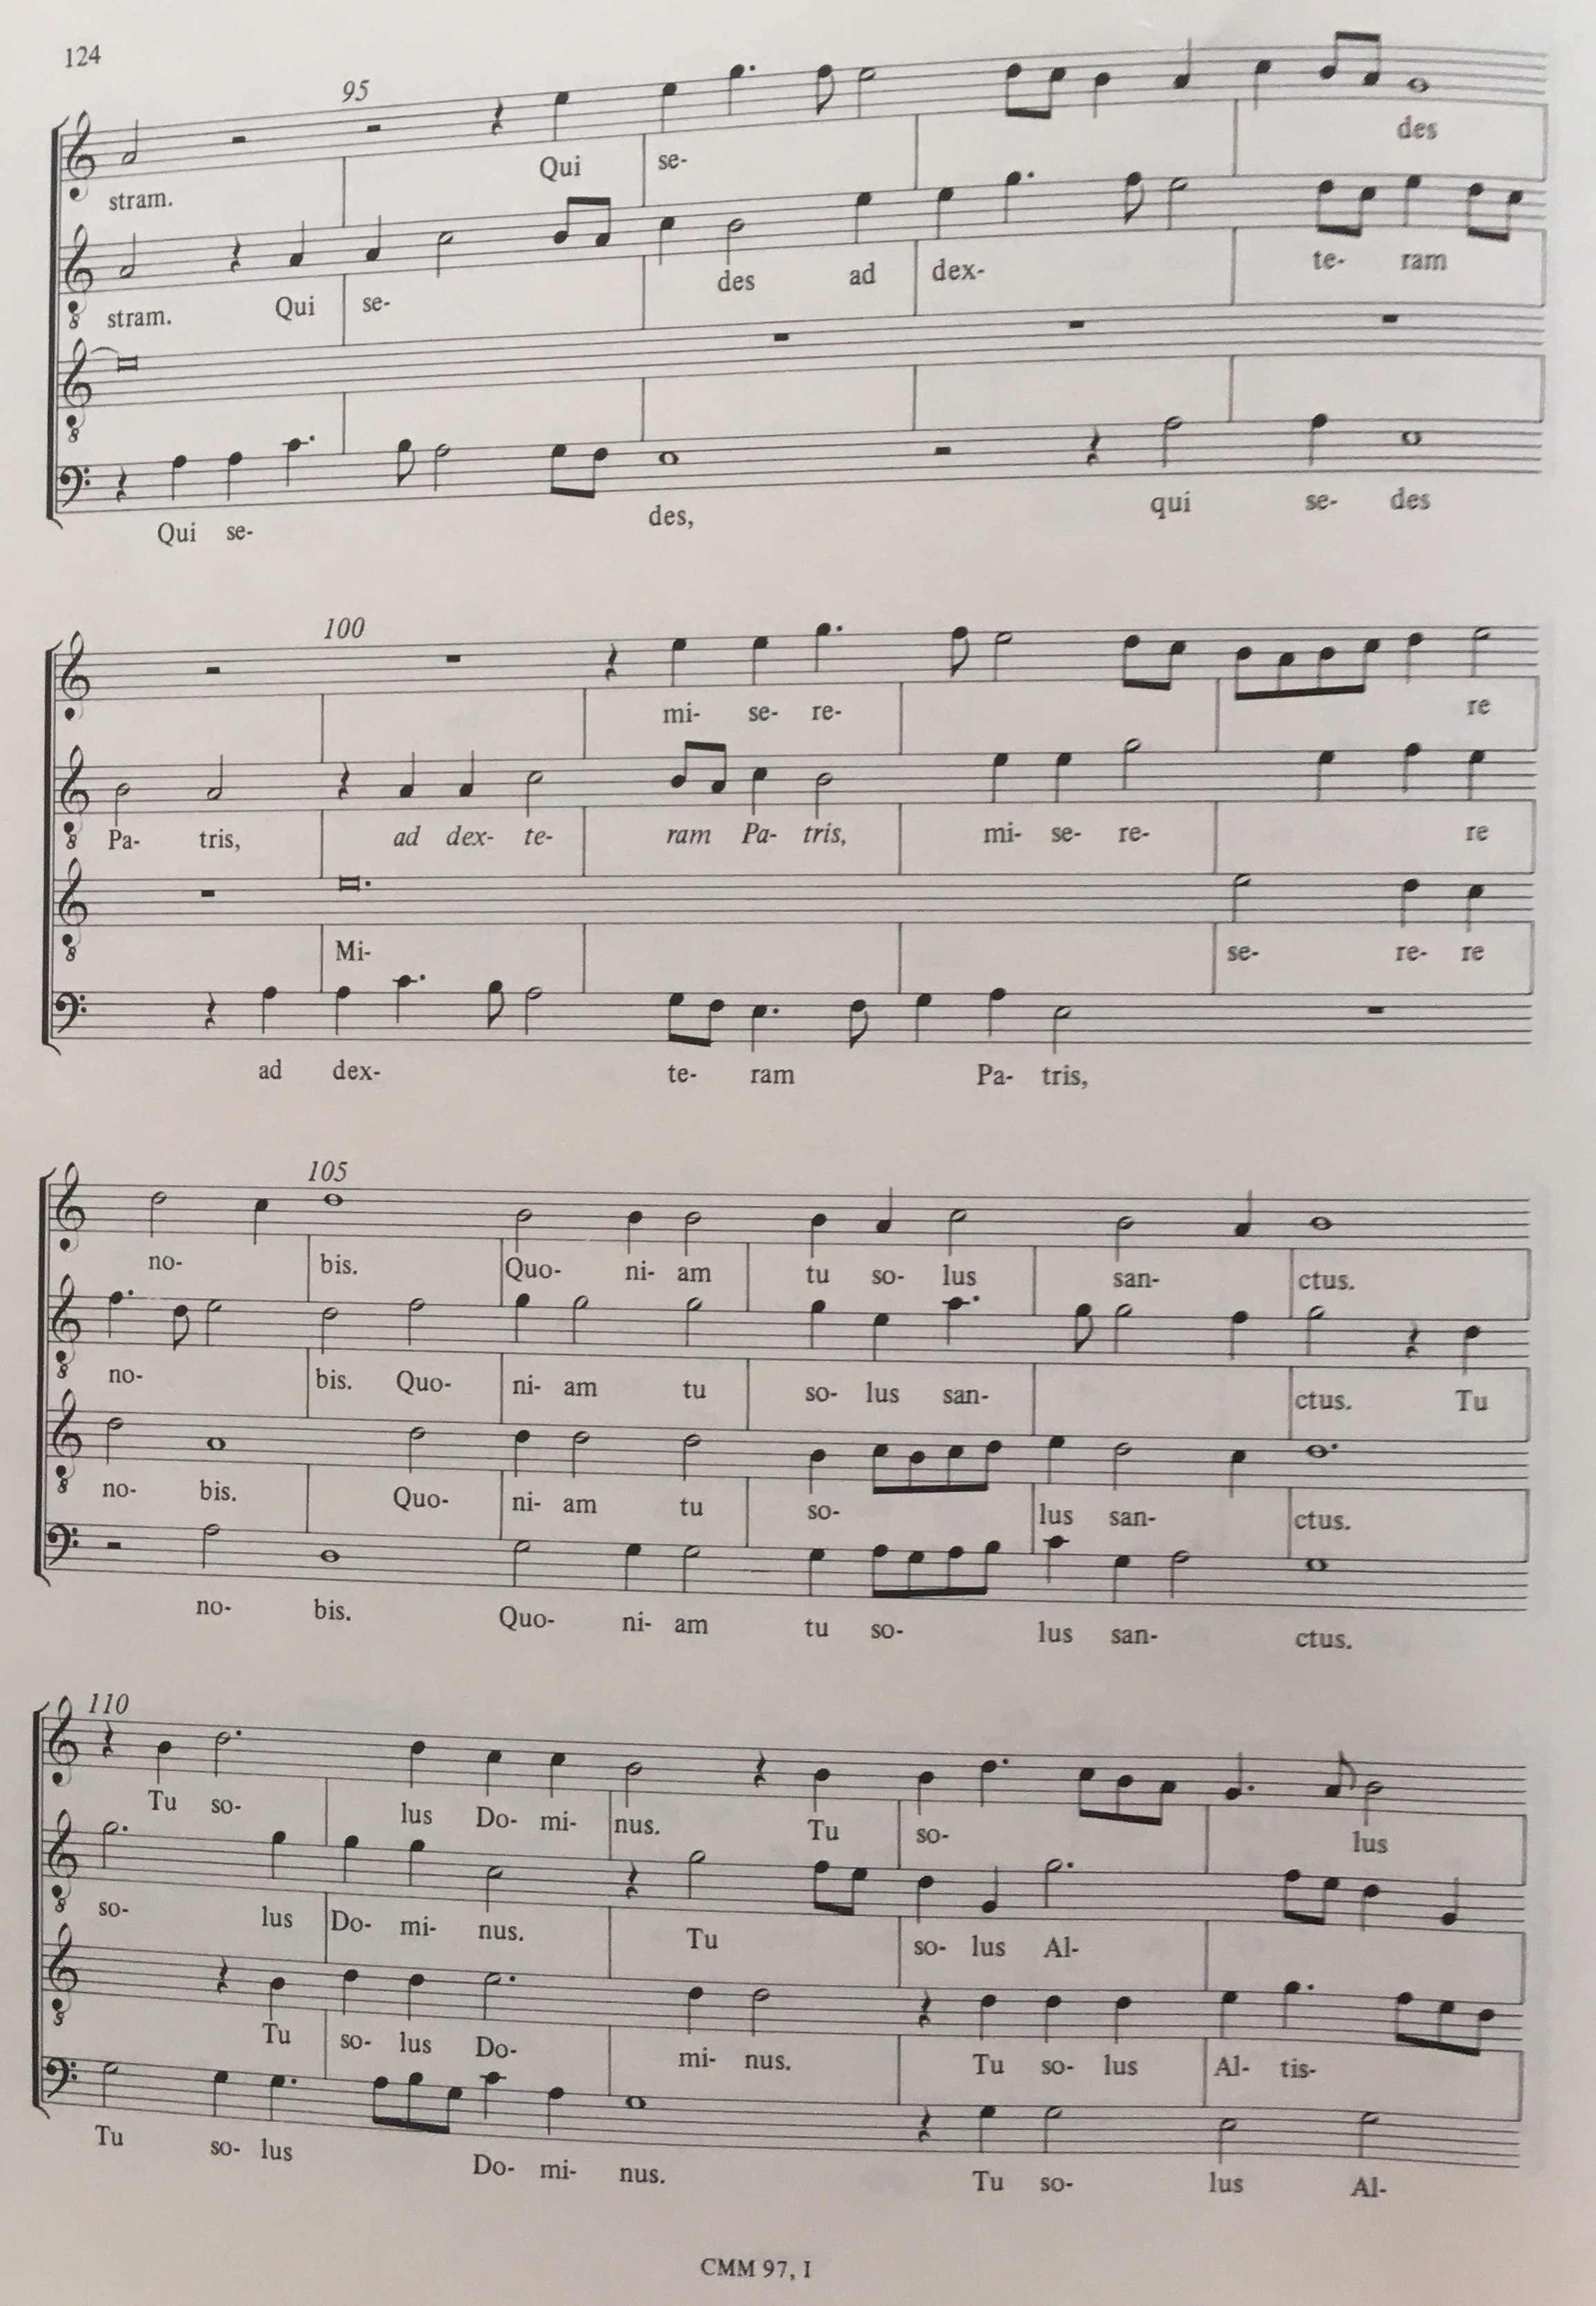 124
95
Qui se- des
stram.
des ad dex- te- ram
stram. Qui se-
des, qui se- des
Qui se-
100
mi- se- re- re
Pa- tris, ad dex- te- ram Pa- tris, mi- se- re- re
Mi- se- re- re
ad dex- te- ram Pa- tris,
105
no- bis. Quo- ni- am tu so- lus san- ctus.
no- bis. Quo- ni- am tu so- lus san- ctus. Tu
no- bis. Quo- ni- am tu so- lus san- ctus.
no- bis. Quo- ni- am tu so- lus san- ctus.
110
Tu so- lus Do- mi- nus. Tu so- lus
so- lus Do- mi- nus. Tu so- lus Al-
Tu so- lus Do- mi- nus. Tu so- lus Al- tis-
Tu so- lus Do- mi- nus. Tu so- lus Al-
CMM 97, I